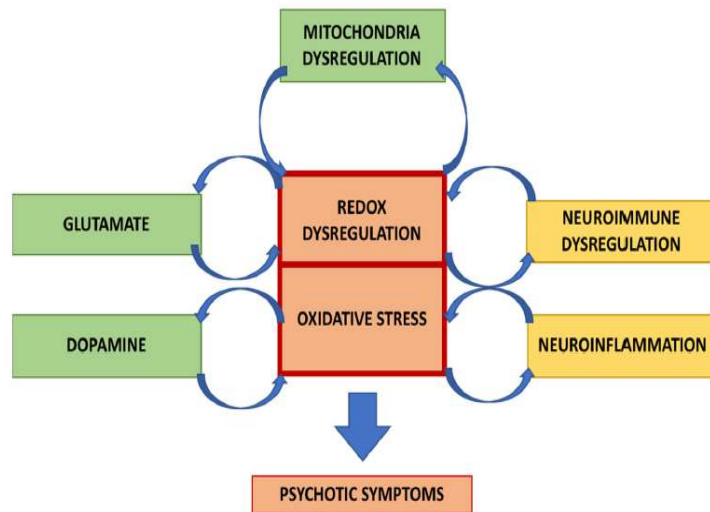 MITOCHONDRIA
DYSREGULATION
GLUTAMATE
REDOX
DYSREGULATION
NEUROIMMUNE
DYSREGULATION
DOPAMINE
OXIDATIVE STRESS
NEUROINFLAMMATION
PSYCHOTIC SYMPTOMS